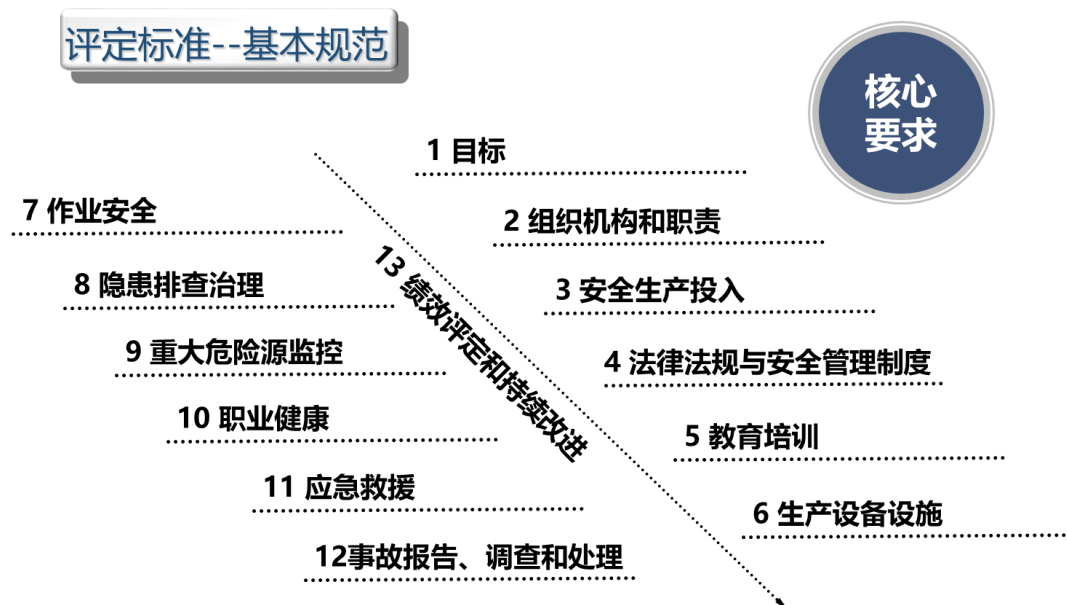 评定标准--基本规范
核心
要求
1 目标
2 组织机构和职责
3 安全生产投入
4 法律法规与安全管理制度
5 教育培训
6 生产设备设施
7 作业安全
8 隐患排查治理
9 重大危险源监控
10 职业健康
11 应急救援
12事故报告、调查和处理
13 绩效评定和持续改进